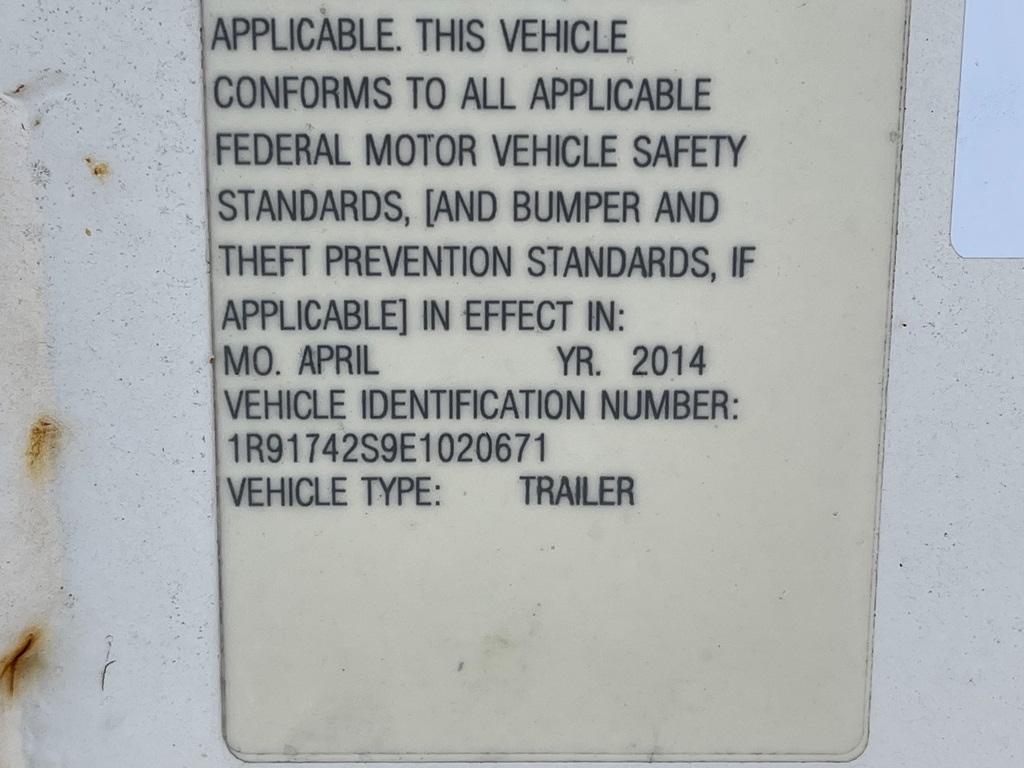 APPLICABLE. THIS VEHICLE
CONFORMS TO ALL APPLICABLE
FEDERAL MOTOR VEHICLE SAFETY
STANDARDS, [AND BUMPER AND
THEFT PREVENTION STANDARDS, IF
APPLICABLE] IN EFFECT IN:
MO. APRIL YR. 2014
VEHICLE IDENTIFICATION NUMBER:
1R91742S9E1020671
VEHICLE TYPE: TRAILER